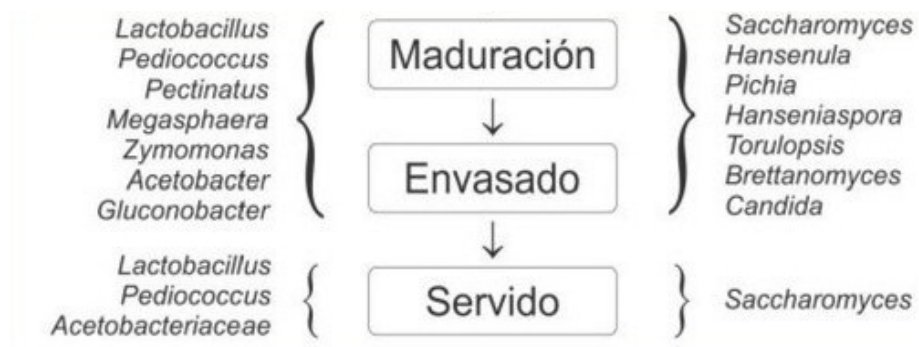 Lactobacillus
Pediococcus
Pectinatus
Megasphaera
Zymomonas
Acetobacter
Gluconobacter
Maduración
Envasado
Saccharomyces
Hansenula
Pichia
Hanseniaspora
Torulopsis
Brettanomyces
Candida
Lactobacillus
Pediococcus
Acetobacteriaceae
Servido
Saccharomyces